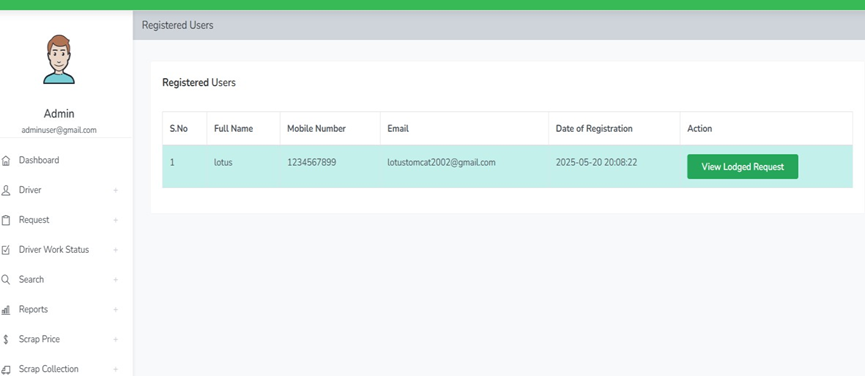 Registered Users
Admin
adminuser@gmail.com
Dashboard
Driver +
Request +
Driver Work Status +
Search +
Reports +
Scrap Price +
Scrap Collection +
Registered Users
S.No Full Name Mobile Number Email Date of Registration Action
1 lotus 1234567899 lotustomcat2002@gmail.com 2025-05-20 20:08:22 View Lodged Request